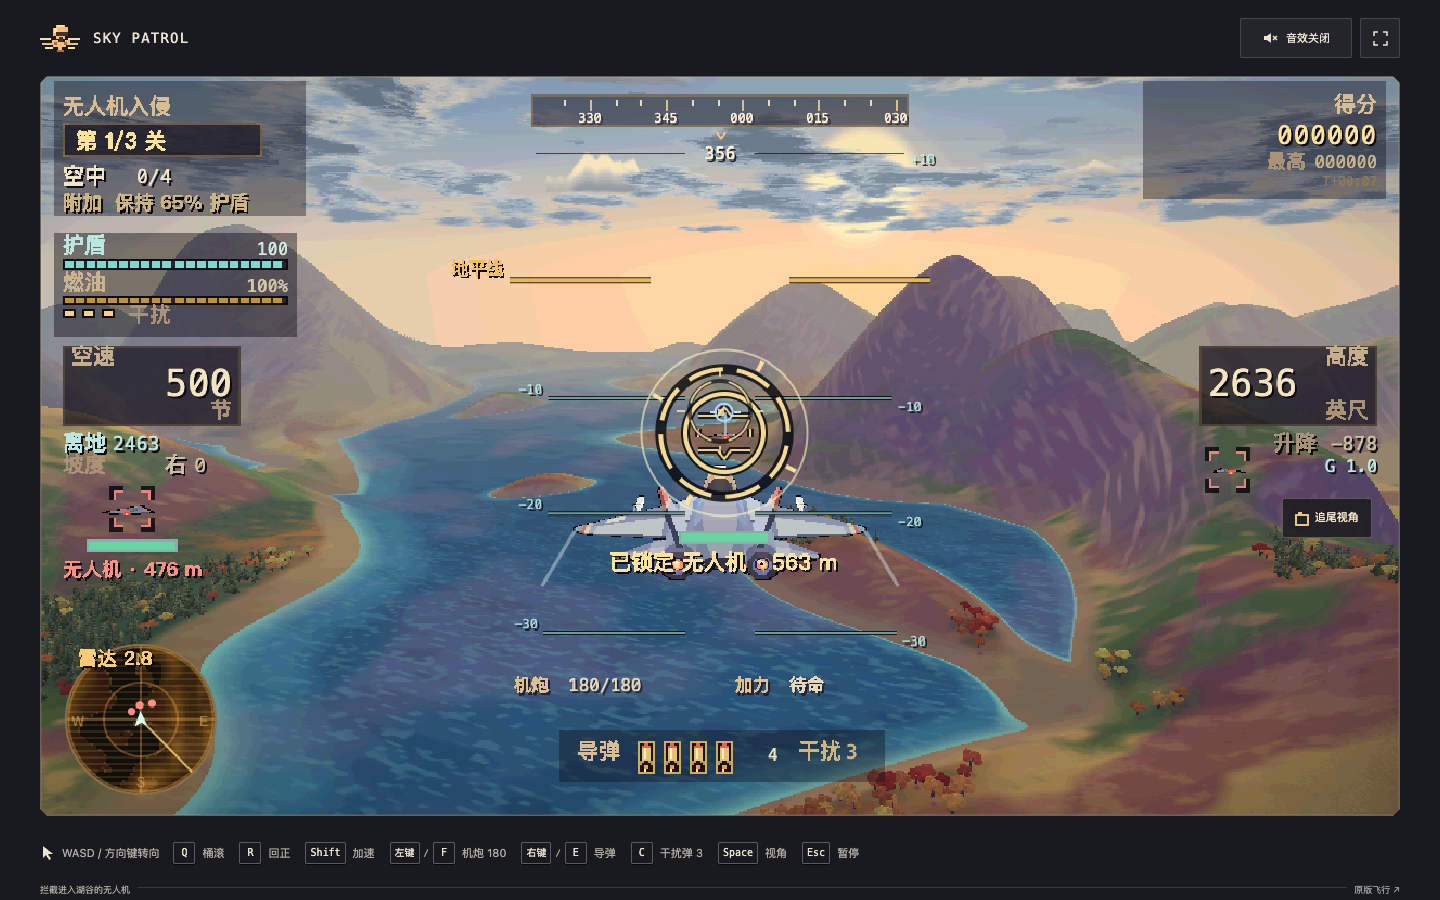 SKY PATROL
音效关闭
无人机入侵
第 1/3 关
空中 0/4
附加 保持 65% 护盾
330 345 000 015 030
356
+10
得分
000000
最高 000000
T+00:07
护盾 100
燃油 100%
干扰
地平线
空速
500
节
离地 2463
坡度 右 0
无人机 · 476 m
高度
2636
英尺
升降 -878
G 1.0
追尾视角
-10 -10
-20 -20
已锁定 无人机 563 m
-30 -30
雷达 2.8
W E
S
机炮 180/180 加力 待命
导弹 4 干扰 3
WASD / 方向键转向 Q 桶滚 R 回正 Shift 加速 左键 / F 机炮 180 右键 / E 导弹 C 干扰弹 3 Space 视角 Esc 暂停
拦截进入湖谷的无人机
原版飞行 ↗